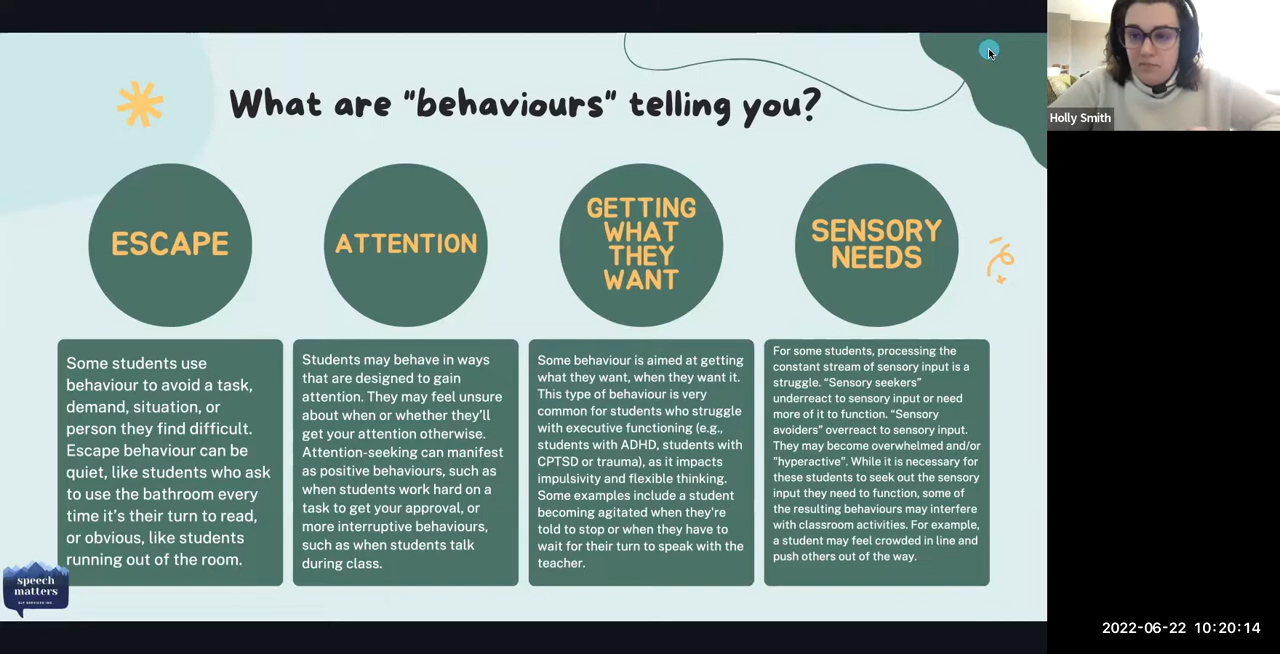 What are "behaviours" telling you?
ESCAPE
Some students use
behaviour to avoid a task,
demand, situation, or
person they find difficult.
Escape behaviour can be
quiet, like students who ask
to use the bathroom every
time it's their turn to read,
or obvious, like students
running out of the room.
ATTENTION
Students may behave in ways
that are designed to gain
attention. They may feel unsure
about when or whether they'll
get your attention otherwise.
Attention-seeking can manifest
as positive behaviours, such as
when students work hard on a
task to get your approval, or
more interruptive behaviours,
such as when students talk
during class.
GETTING
WHAT
THEY
WANT
Some behaviour is aimed at getting
what they want, when they want it.
This type of behaviour is very
common for students who struggle
with executive functioning (e.g.,
students with ADHD, students with
CPTSD or trauma), as it impacts
impulsivity and flexible thinking.
Some examples include a student
becoming agitated when they're
told to stop or when they have to
wait for their turn to speak with the
teacher.
SENSORY
NEEDS
For some students, processing the
constant stream of sensory input is a
struggle. "Sensory seekers"
underreact to sensory input or need
more of it to function. "Sensory
avoiders" overreact to sensory input.
They may become overwhelmed and/or
"hyperactive". While it is necessary for
these students to seek out the sensory
input they need to function, some of
the resulting behaviours may interfere
with classroom activities. For example,
a student may feel crowded in line and
push others out of the way.
speech
matters
SLP SERVICES INC.
Holly Smith
2022-06-22 10:20:14